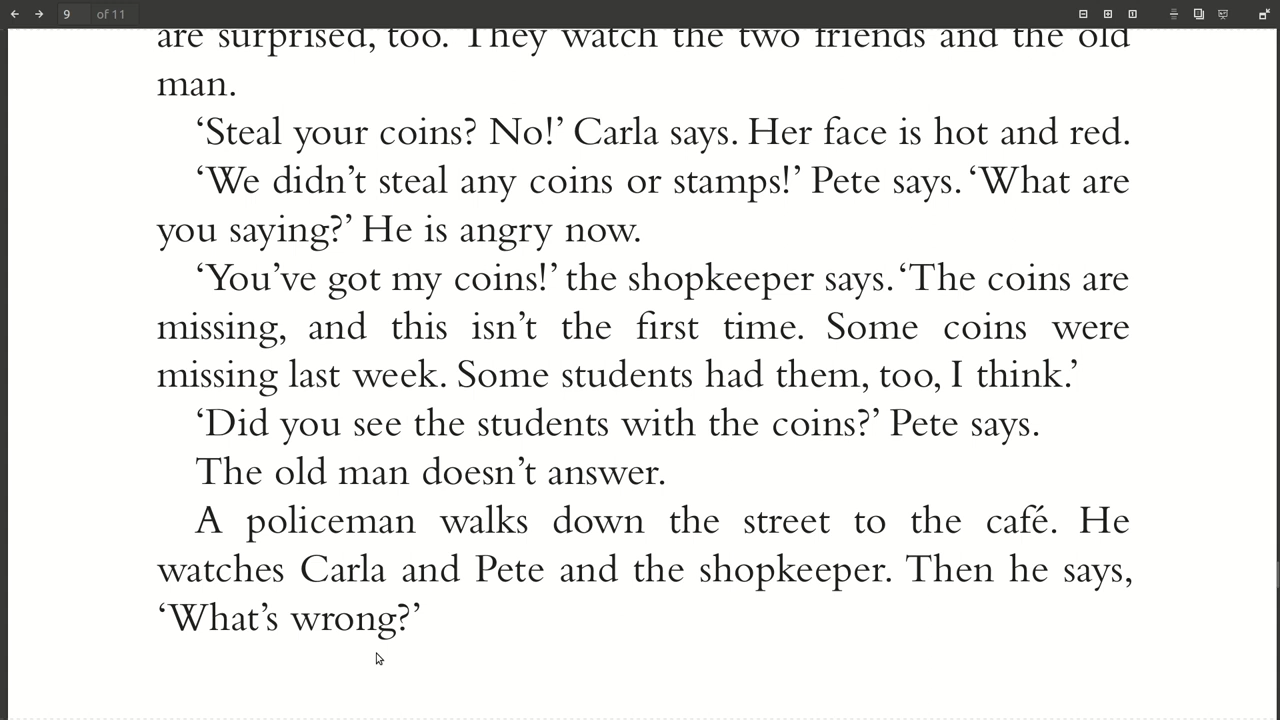 9 of 11
are surprised, too. They watch the two friends and the old
man.
‘Steal your coins? No!’ Carla says. Her face is hot and red.
‘We didn’t steal any coins or stamps!’ Pete says. ‘What are
you saying?’ He is angry now.
‘You’ve got my coins!’ the shopkeeper says. ‘The coins are
missing, and this isn’t the first time. Some coins were
missing last week. Some students had them, too, I think.’
‘Did you see the students with the coins?’ Pete says.
The old man doesn’t answer.
A policeman walks down the street to the café. He
watches Carla and Pete and the shopkeeper. Then he says,
‘What’s wrong?’